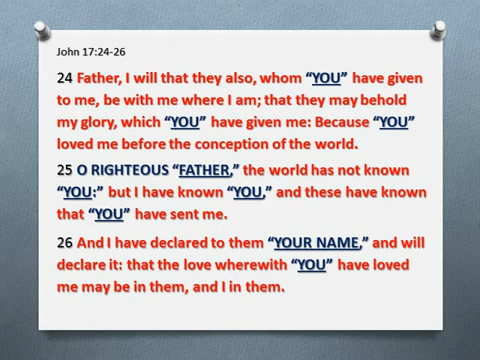 John 17:24-26
24 Father, I will that they also, whom “YOU” have given
to me, be with me where I am; that they may behold
my glory, which “YOU” have given me: Because “YOU”
loved me before the conception of the world.
25 O RIGHTEOUS “FATHER,” the world has not known
“YOU:” but I have known “YOU,” and these have known
that “YOU” have sent me.
26 And I have declared to them “YOUR NAME,” and will
declare it: that the love wherewith “YOU” have loved
me may be in them, and I in them.